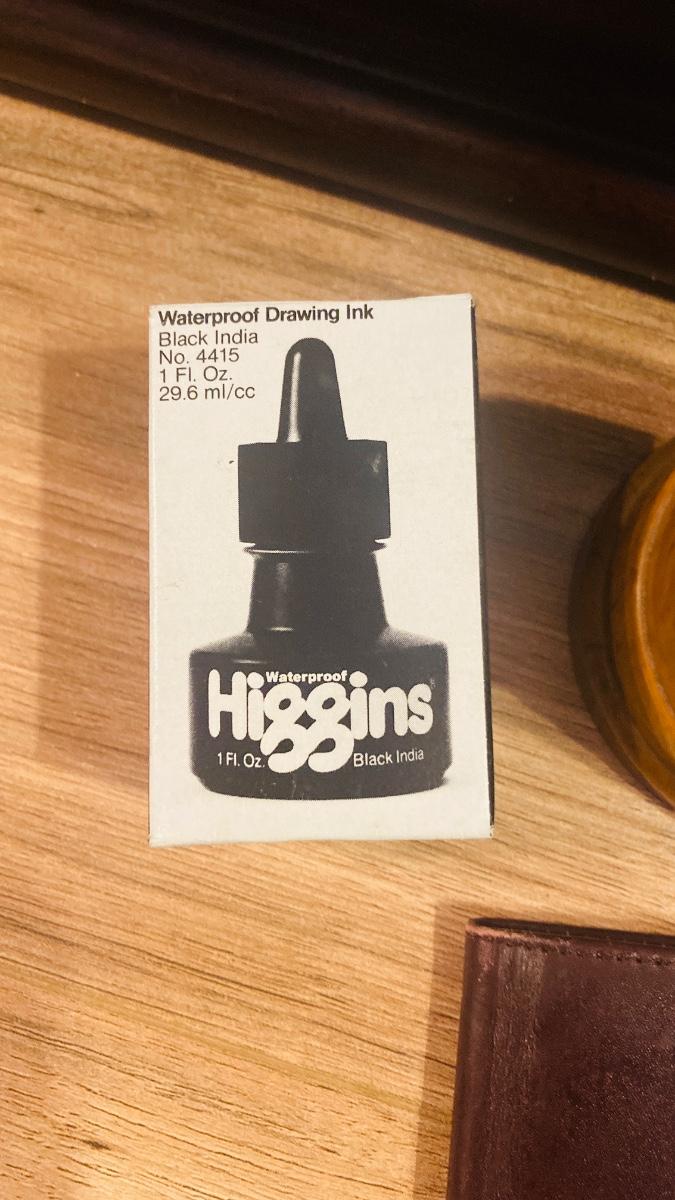 Waterproof Drawing Ink
Black India
No. 4415
1 Fl. Oz.
29.6 ml/cc
Waterproof
Higgins
1 Fl. Oz. Black India